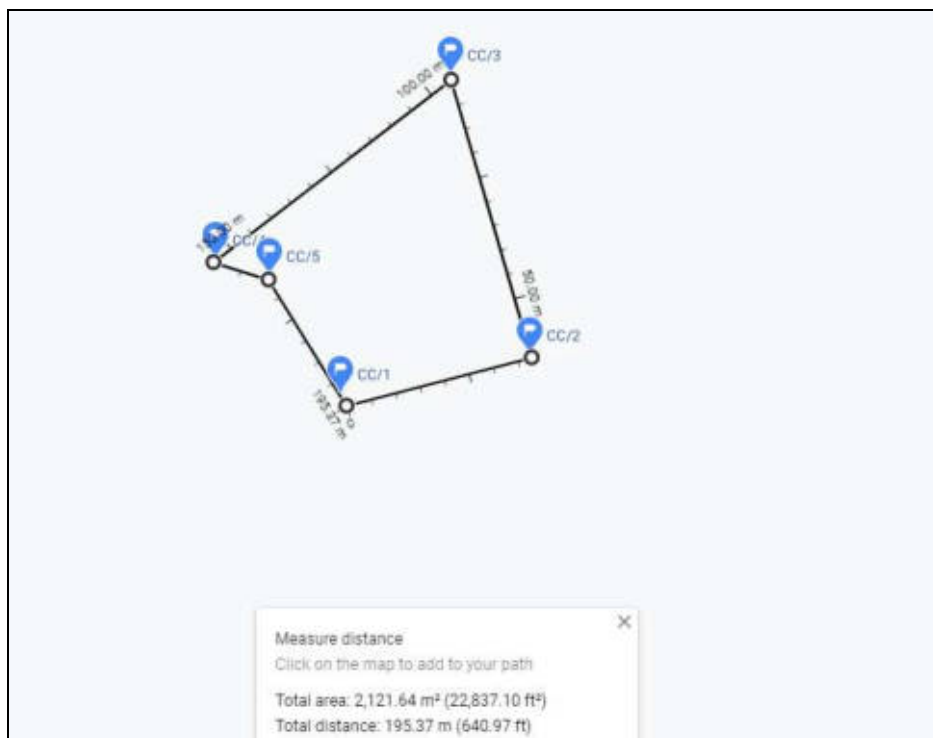 CC/3
100.00 m
CC/5
50.00 m
CC/2
CC/1
195.37 m
Measure distance
Click on the map to add to your path
Total area: 2,121.64 m² (22,837.10 ft²)
Total distance: 195.37 m (640.97 ft)